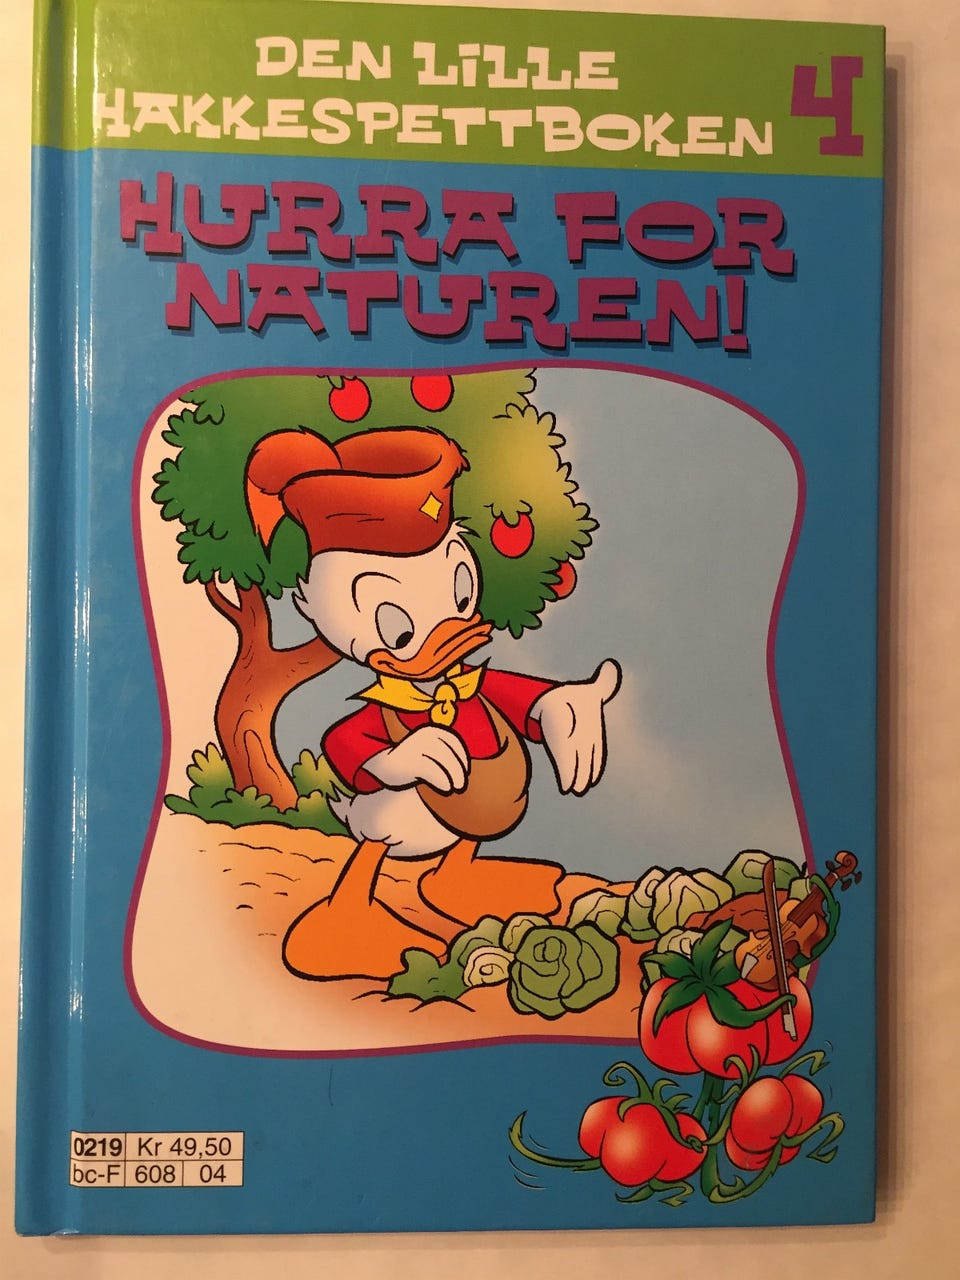 DEN LILLE
HAKKESPETTBOKEN 4
HURRA FOR
NATUREN!
0219 Kr 49,50
bc-F 608 04